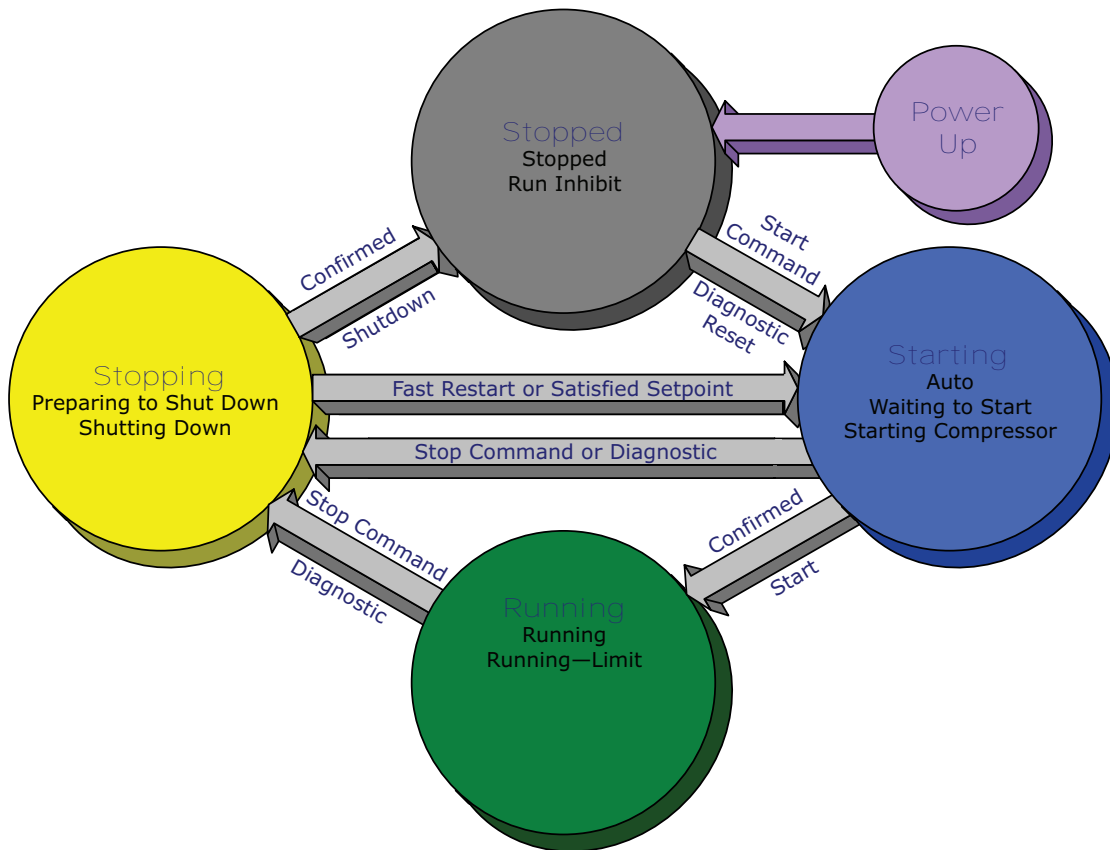 Power
Up
Stopped
Stopped
Run Inhibit
Start
Command
Diagnostic
Reset
Confirmed
Shutdown
Stopping
Preparing to Shut Down
Shutting Down
Fast Restart or Satisfied Setpoint
Stop Command or Diagnostic
Starting
Auto
Waiting to Start
Starting Compressor
Stop Command
Diagnostic
Confirmed
Start
Running
Running
Running—Limit